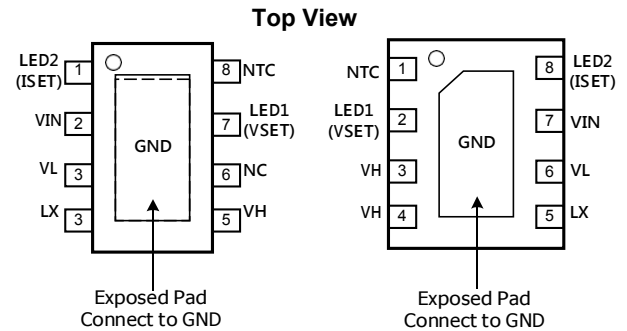 Top View
LED2
(ISET)
1
VIN
2
VL
3
LX
3
8
NTC
7
LED1
(VSET)
6
NC
5
VH
GND
Exposed Pad
Connect to GND
NTC
1
LED1
(VSET)
2
VH
3
VH
4
8
LED2
(ISET)
7
VIN
6
VL
5
LX
GND
Exposed Pad
Connect to GND